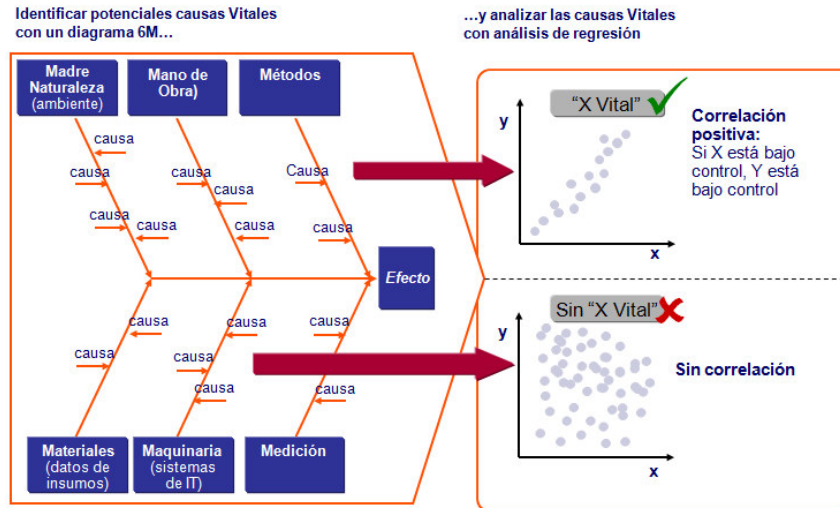 Identificar potenciales causas Vitales
con un diagrama 6M…
…y analizar las causas Vitales
con análisis de regresión
Madre
Naturaleza
(ambiente)
Mano de
Obra)
Métodos
causa
causa
causa
causa
causa
causa
causa
Causa
causa
Efecto
causa
causa
causa
causa
causa
causa
causa
Materiales
(datos de
insumos)
Maquinaria
(sistemas
de IT)
Medición
"X Vital"
y
x
Correlación
positiva:
Si X está bajo
control, Y está
bajo control
Sin "X Vital"
y
x
Sin correlación